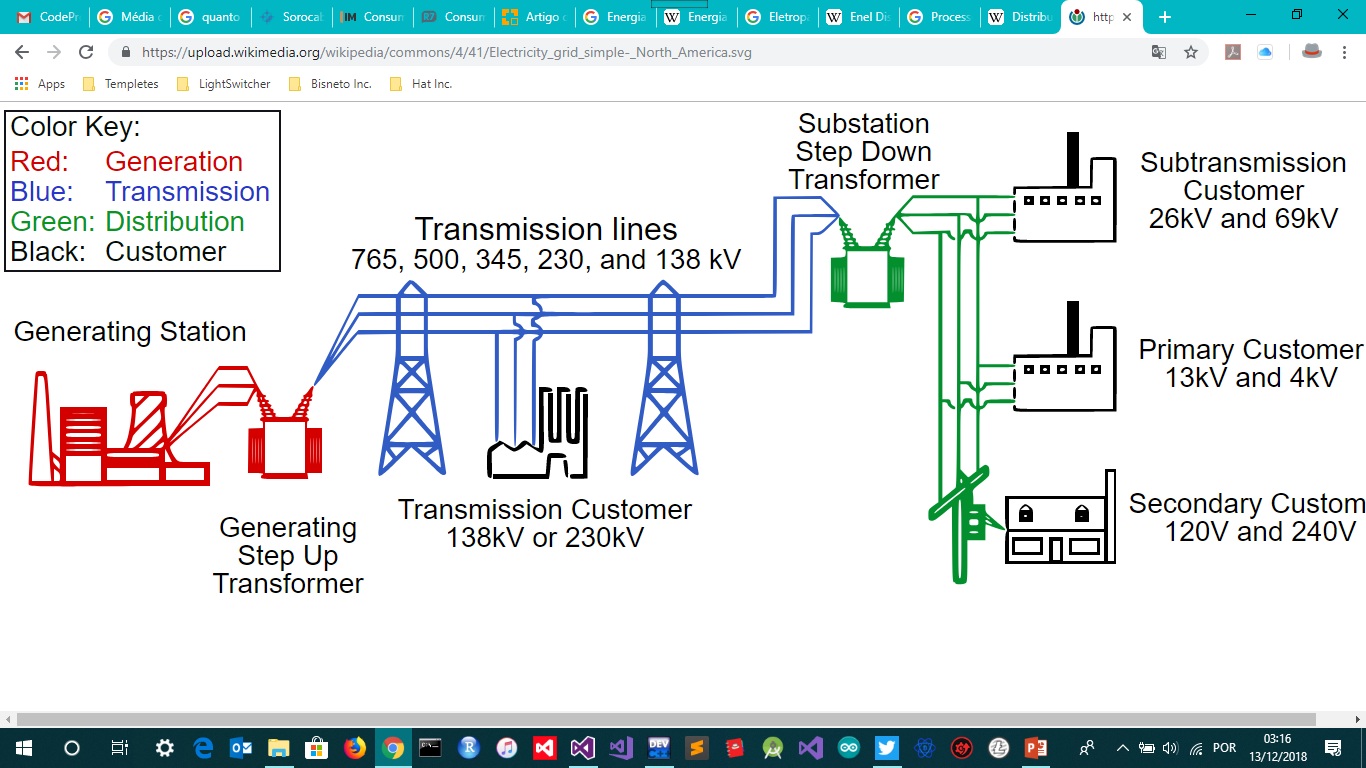 CodePr
Média d
quanto
Sorocab
Consum
Consun
Artigo c
Energia
Energia
Eletropa
Enel Dis
Process
Distribu
http
https://upload.wikimedia.org/wikipedia/commons/4/41/Electricity_grid_simple-_North_America.svg
Apps Templetes LightSwitcher Bisneto Inc. Hat Inc.
Color Key:
Red: Generation
Blue: Transmission
Green: Distribution
Black: Customer
Generating Station
Generating
Step Up
Transformer
Transmission lines
765, 500, 345, 230, and 138 kV
Transmission Customer
138kV or 230kV
Substation
Step Down
Transformer
Subtransmission
Customer
26kV and 69kV
Primary Customer
13kV and 4kV
Secondary Custom
120V and 240V
POR
03:16
13/12/2018